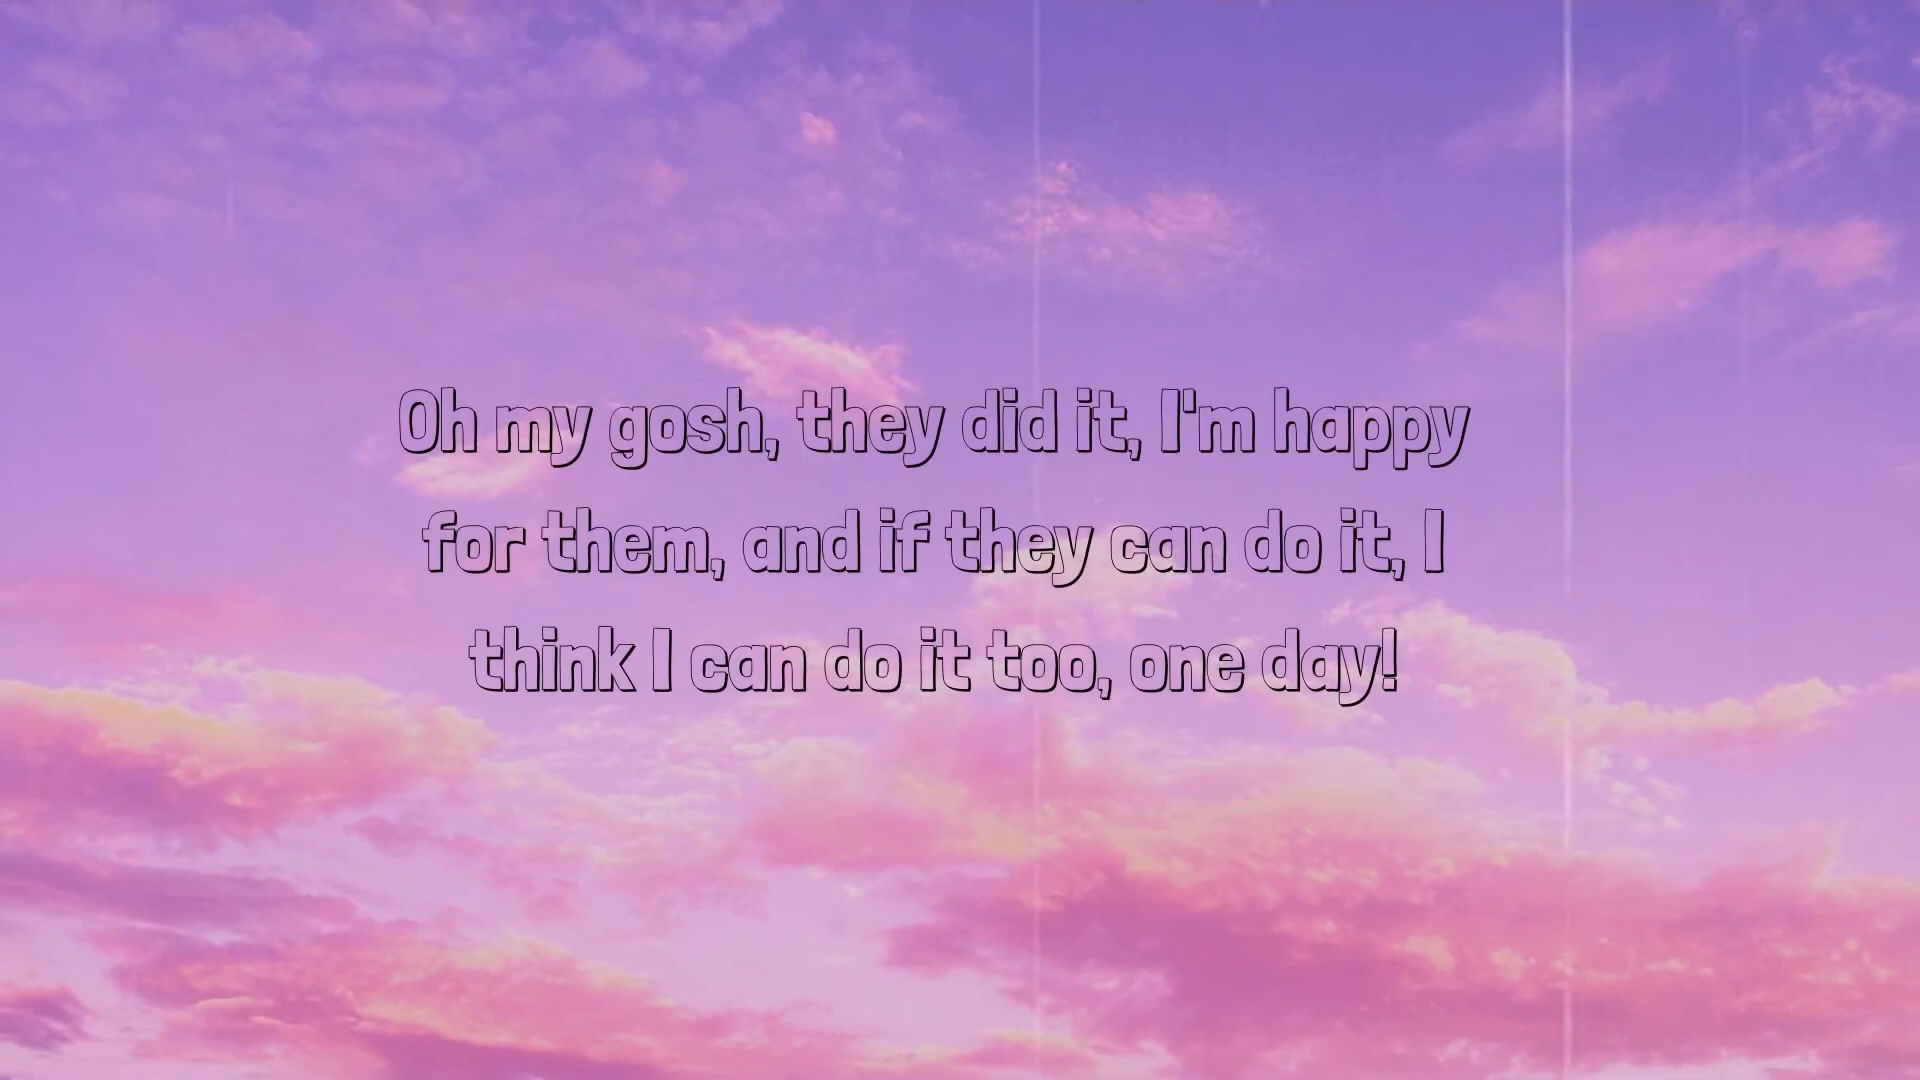 Oh my gosh, they did it, I'm happy
for them, and if they can do it, I
think I can do it too, one day!